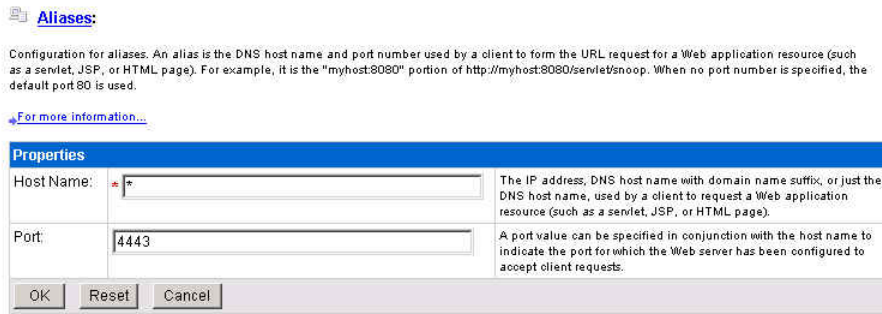 Aliases:
Configuration for aliases. An alias is the DNS host name and port number used by a client to form the URL request for a Web application resource (such
as a servlet, JSP, or HTML page). For example, it is the "myhost:8080" portion of http://myhost:8080/servlet/snoop. When no port number is specified, the
default port 80 is used.
For more information...
Properties
Host Name: * * The IP address, DNS host name with domain name suffix, or just the
DNS host name, used by a client to request a Web application
resource (such as a servlet, JSP, or HTML page).
Port: 4443 A port value can be specified in conjunction with the host name to
indicate the port for which the Web server has been configured to
accept client requests.
OK Reset Cancel